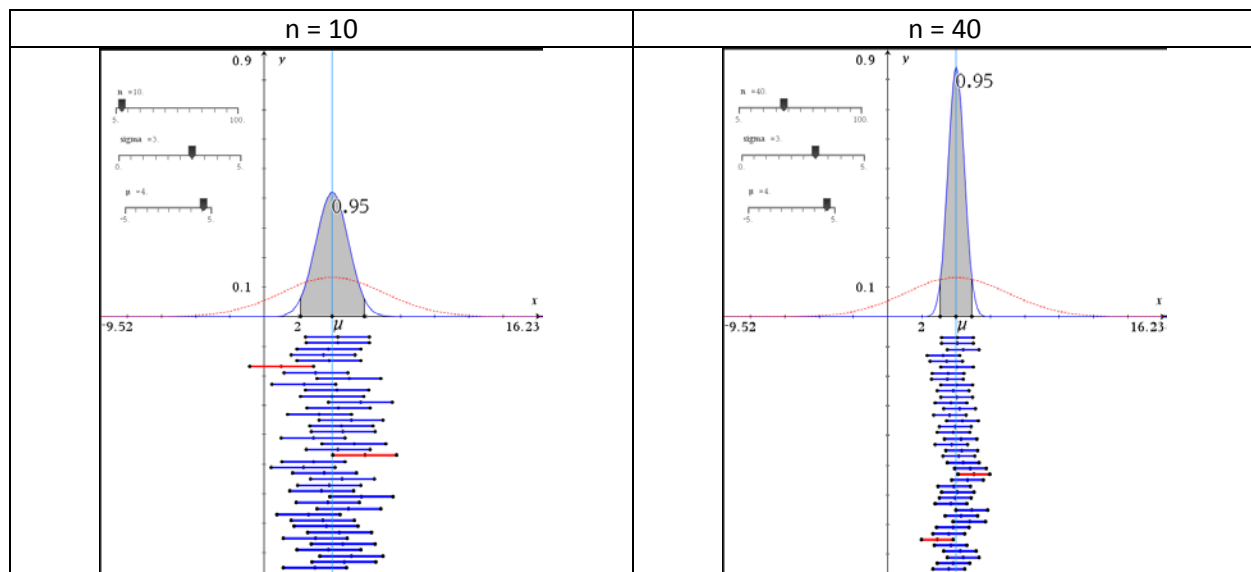 n = 10
n = 40
0.9 y
n =10.
5. 100.
sigma =3.
0. 5.
μ =4.
-5. 5.
0.95
0.1
x
-9.52 2 μ 16.23
0.9 y
n =40.
5. 100.
sigma =3.
0. 5.
μ =4.
-5. 5.
0.95
0.1
x
-9.52 2 μ 16.23